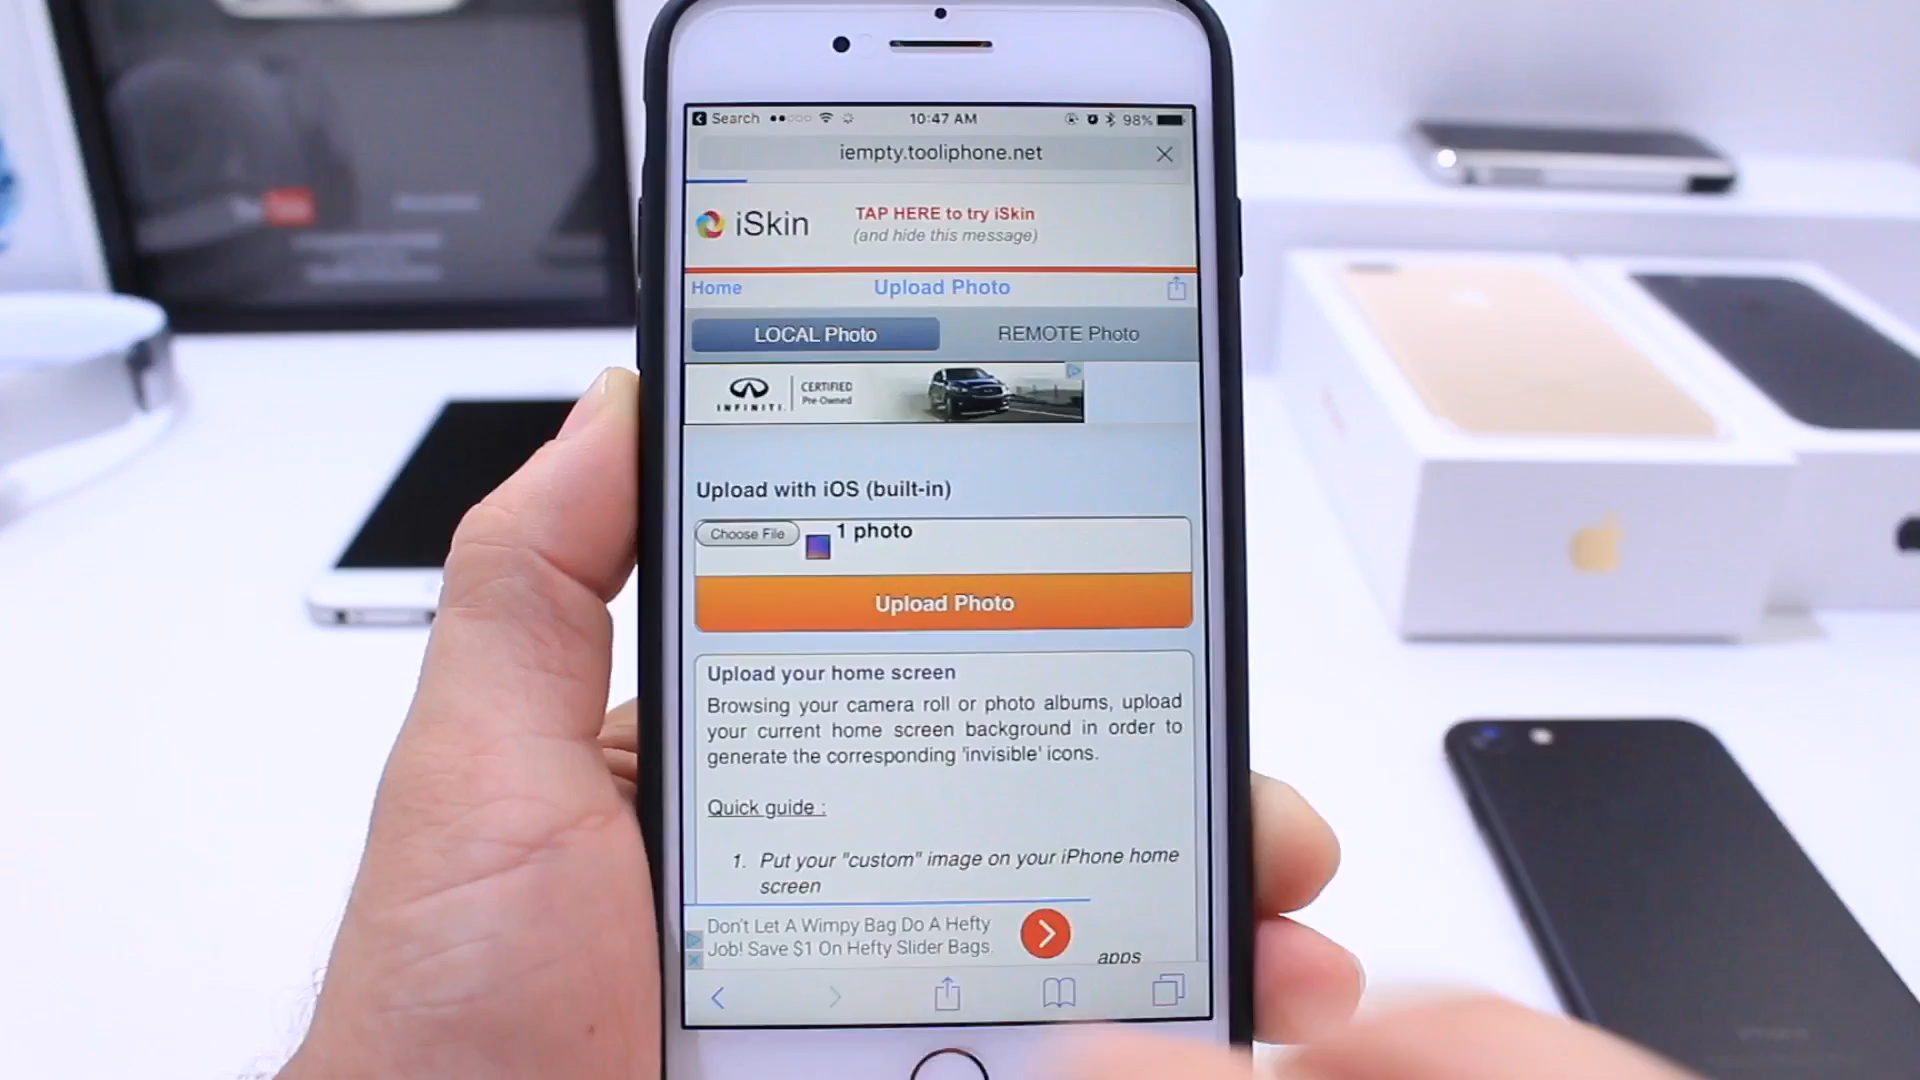 Search
10:47 AM
98%
iempty.tooliphone.net
iSkin
TAP HERE to try iSkin
(and hide this message)
Home
Upload Photo
LOCAL Photo
REMOTE Photo
INFINITI.
CERTIFIED
Pre-Owned
Upload with iOS (built-in)
Choose File
1 photo
Upload Photo
Upload your home screen
Browsing your camera roll or photo albums, upload
your current home screen background in order to
generate the corresponding 'invisible' icons.
Quick guide :
1. Put your "custom" image on your iPhone home
screen
Don't Let A Wimpy Bag Do A Hefty
Job! Save $1 On Hefty Slider Bags.
apps